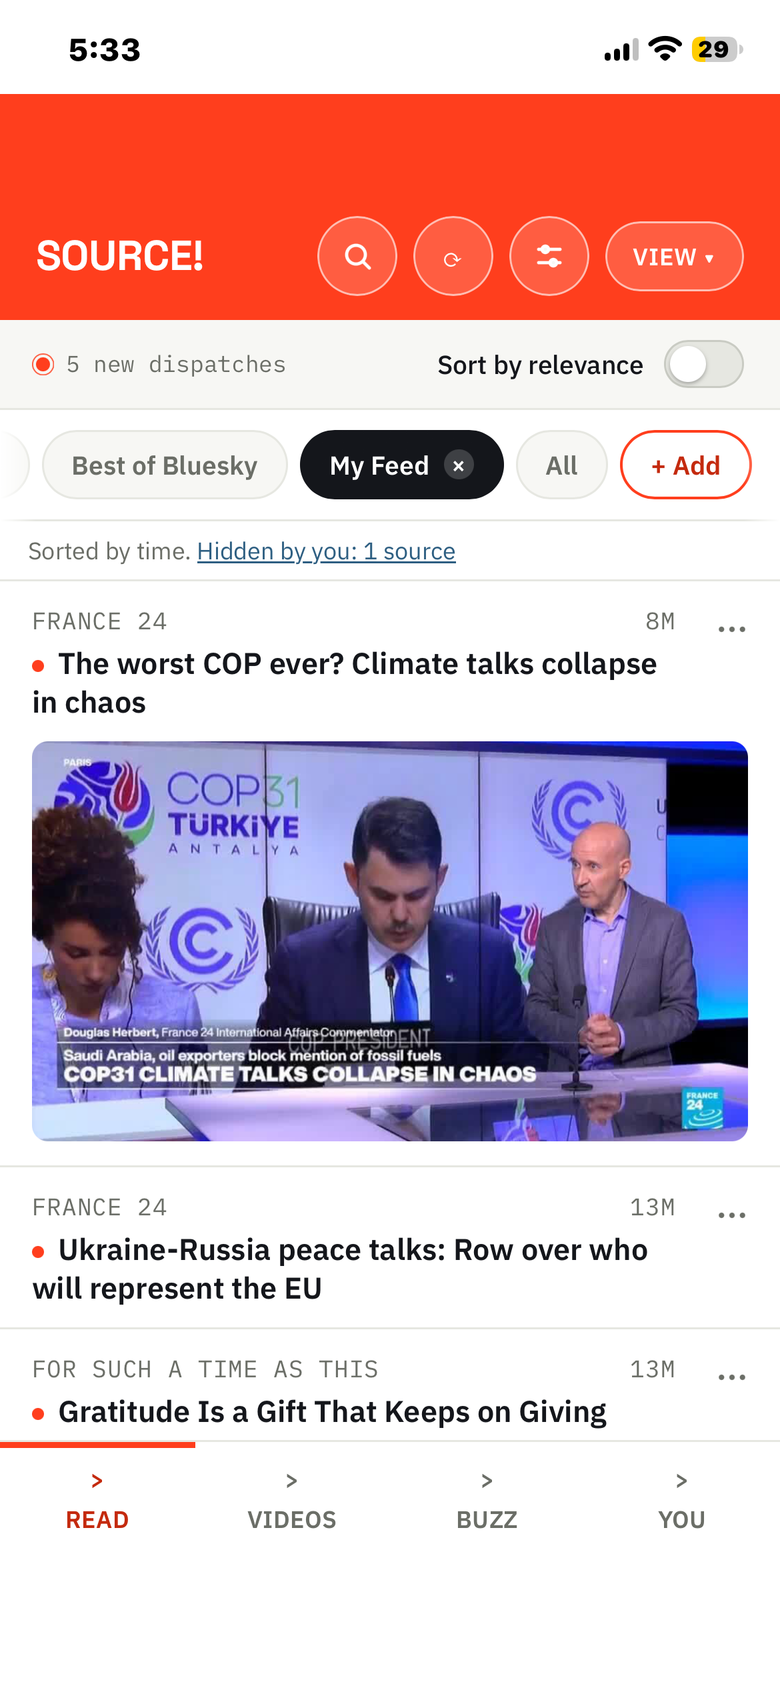 5:33
29
SOURCE!
VIEW ▾
5 new dispatches
Sort by relevance
Best of Bluesky
My Feed ×
All
+ Add
Sorted by time. Hidden by you: 1 source
FRANCE 24 8M ...
• The worst COP ever? Climate talks collapse
in chaos
PARIS
COP31
TÜRKİYE
ANTALYA
Douglas Herbert, France 24 International Affairs Commentator
COP PRESIDENT
Saudi Arabia, oil exporters block mention of fossil fuels
COP31 CLIMATE TALKS COLLAPSE IN CHAOS
FRANCE
24
FRANCE 24 13M ...
• Ukraine-Russia peace talks: Row over who
will represent the EU
FOR SUCH A TIME AS THIS 13M ...
• Gratitude Is a Gift That Keeps on Giving
> > > >
READ VIDEOS BUZZ YOU